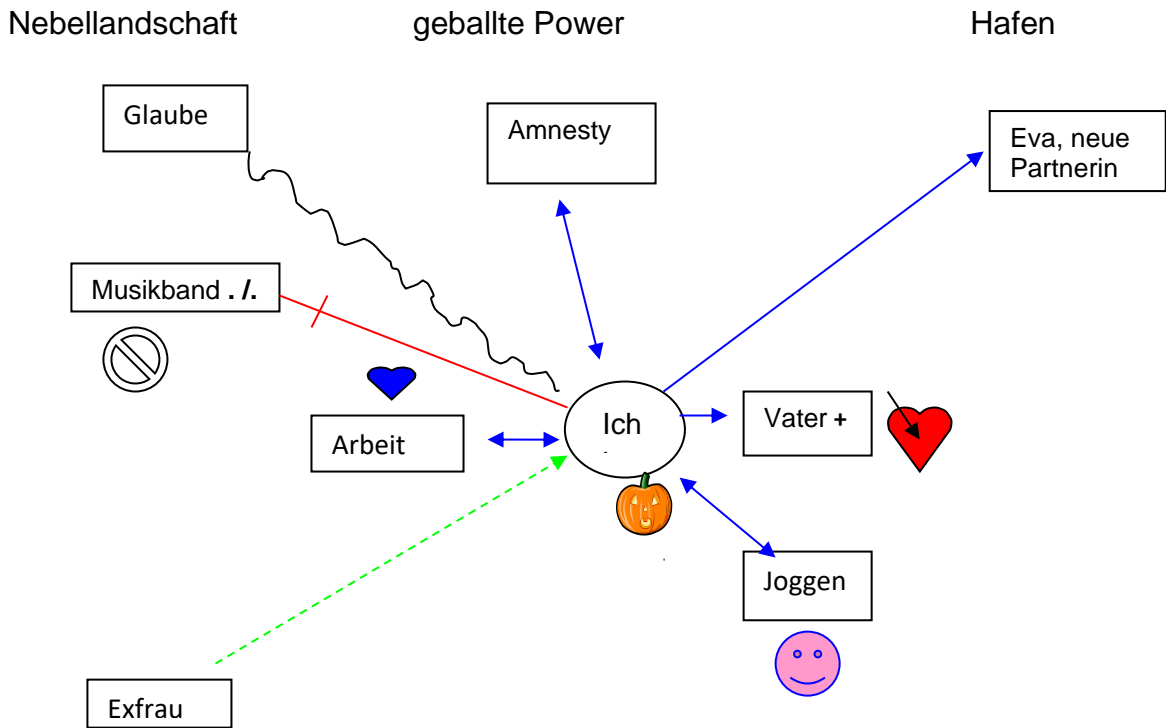 Nebellandschaft geballte Power Hafen
Glaube
Amnesty
Eva, neue
Partnerin
Musikband . /.
Arbeit
Ich
Vater +
Joggen
Exfrau